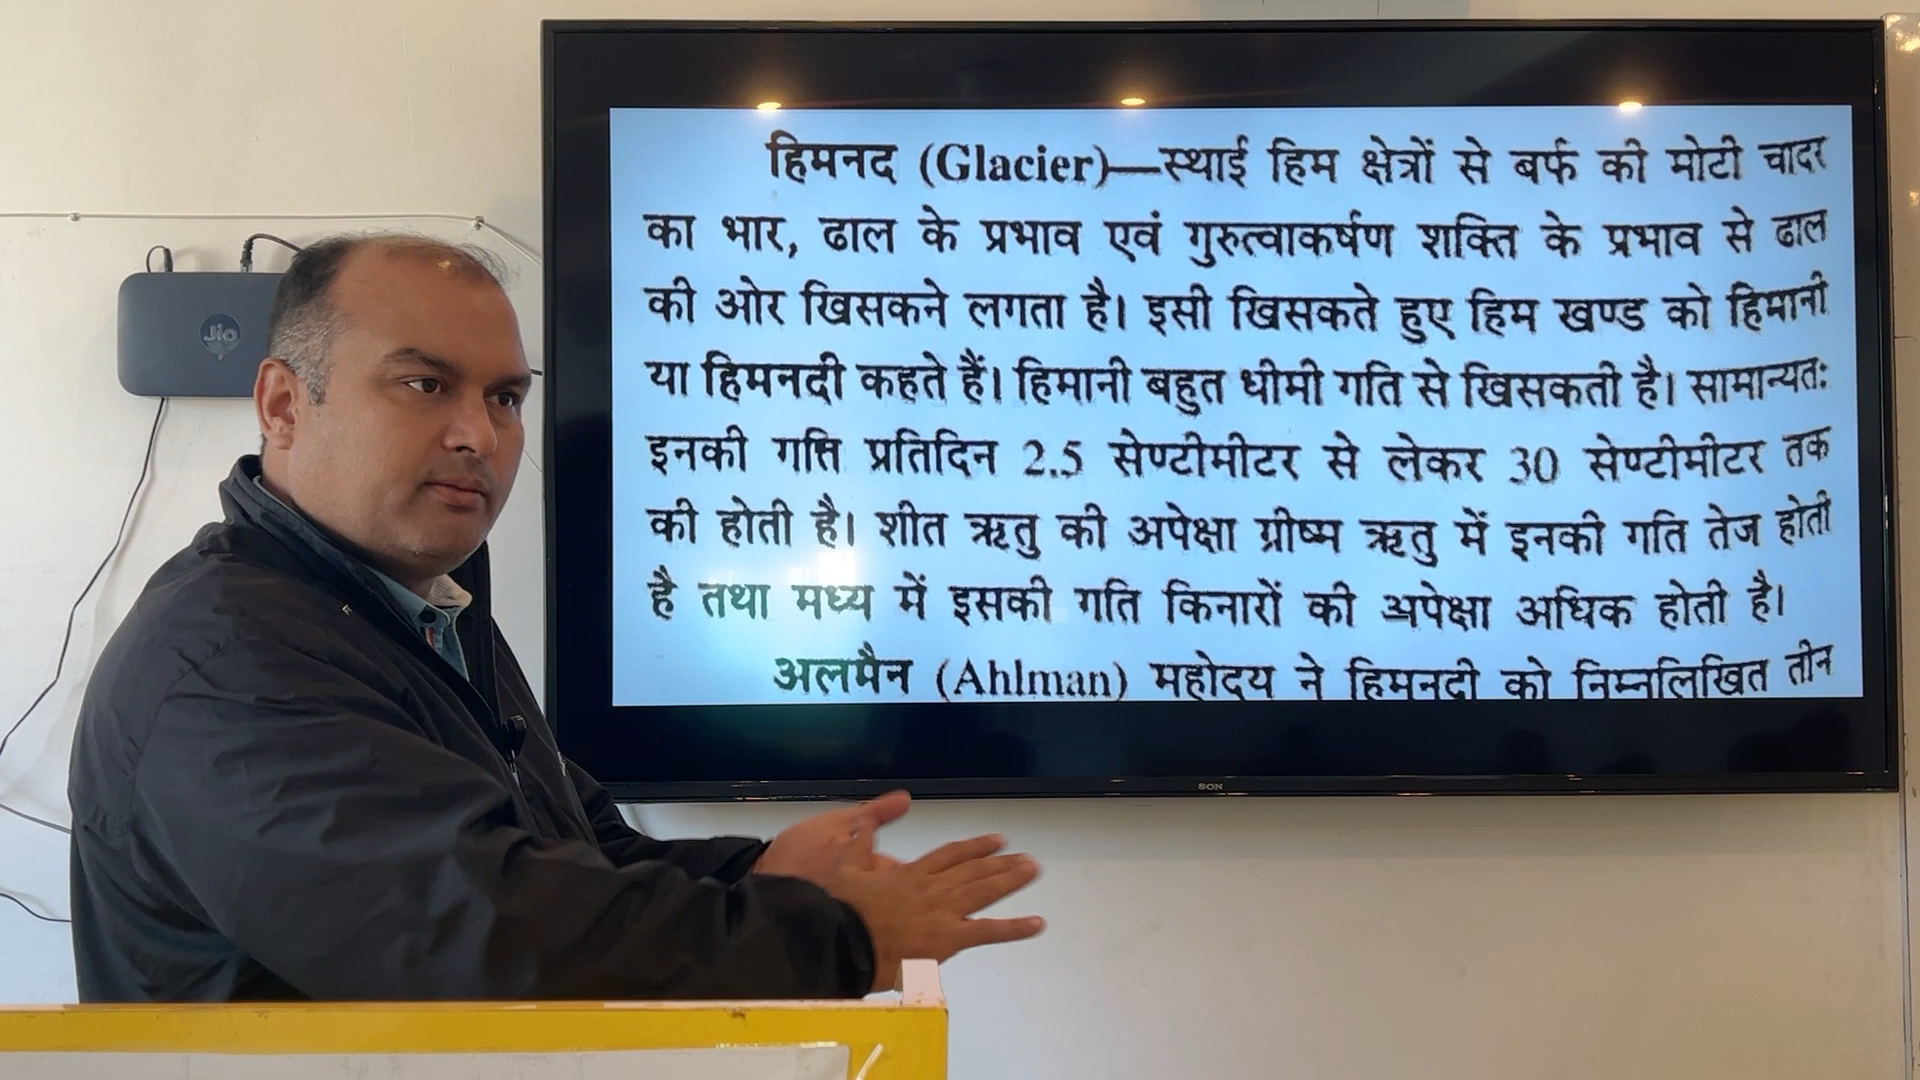 Jio
हिमनद (Glacier)—स्थाई हिम क्षेत्रों से बर्फ की मोटी चादर
का भार, ढाल के प्रभाव एवं गुरुत्वाकर्षण शक्ति के प्रभाव से ढाल
की ओर खिसकने लगता है। इसी खिसकते हुए हिम खण्ड को हिमानी
या हिमनदी कहते हैं। हिमानी बहुत धीमी गति से खिसकती है। सामान्यतः
इनकी गति प्रतिदिन 2.5 सेण्टीमीटर से लेकर 30 सेण्टीमीटर तक
की होती है। शीत ऋतु की अपेक्षा ग्रीष्म ऋतु में इनकी गति तेज होती
है तथा मध्य में इसकी गति किनारों की अपेक्षा अधिक होती है।
अलमैन (Ahlman) महोदय ने हिमनदी को निम्नलिखित तीन
SON